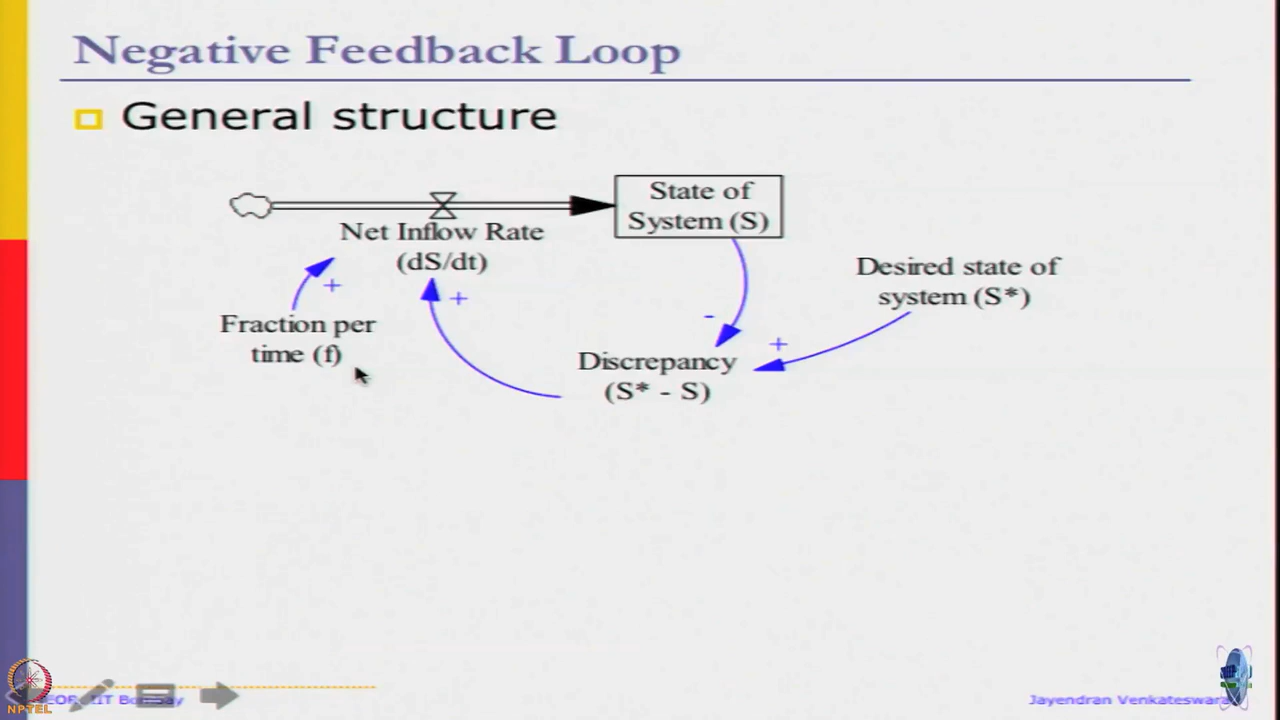 Negative Feedback Loop
General structure
State of
System (S)
Net Inflow Rate
(dS/dt)
+
+
Desired state of
system (S*)
Fraction per
time (f)
-
+
Discrepancy
(S* - S)
NPTEL
Jayendran Venkateswara